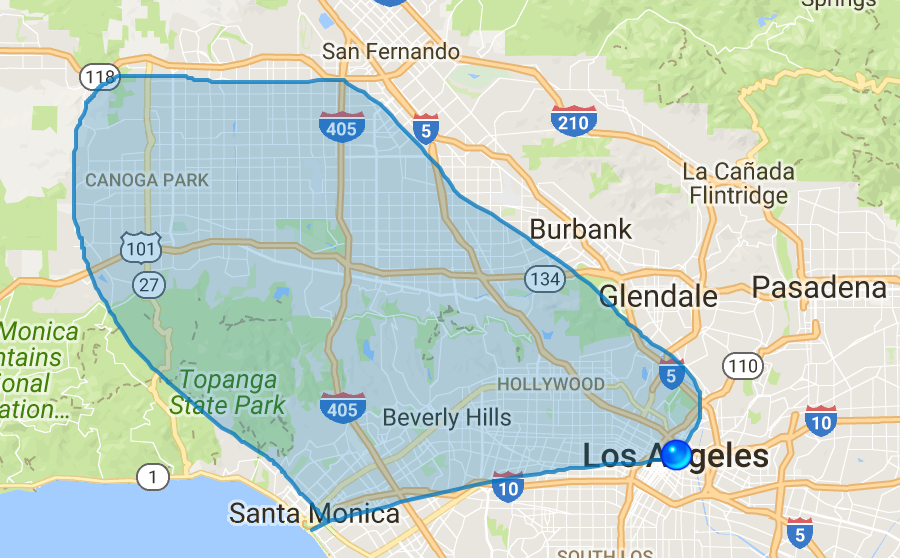 Springs
San Fernando
118
405
5
210
La Cañada
Flintridge
CANOGA PARK
Burbank
101
134
27
Glendale
Pasadena
Monica
ntains
onal
ation...
Topanga
State Park
HOLLYWOOD
5
110
405
Beverly Hills
10
Los Angeles
1
10
Santa Monica
5
SOUTH LOS